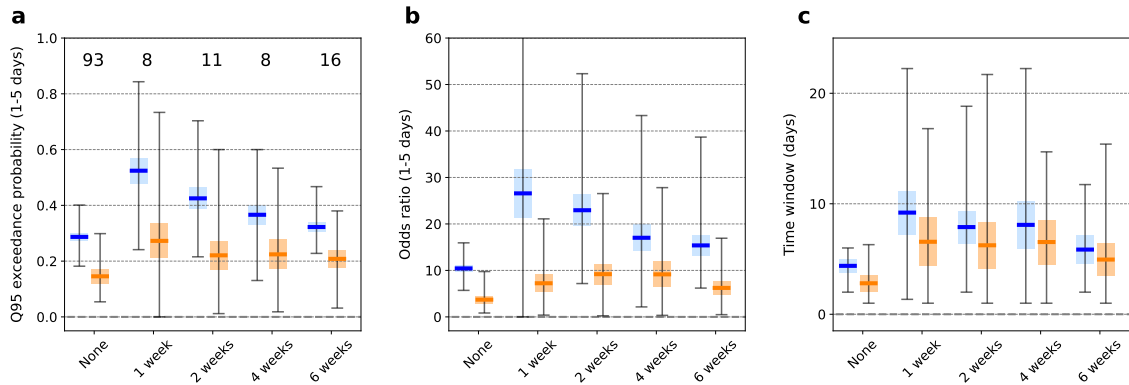 a
Q95 exceedance probability (1-5 days)
1.0
0.8
0.6
0.4
0.2
0.0
93
8
11
8
16
None
1 week
2 weeks
4 weeks
6 weeks
b
Odds ratio (1-5 days)
60
50
40
30
20
10
0
None
1 week
2 weeks
4 weeks
6 weeks
c
Time window (days)
20
10
0
None
1 week
2 weeks
4 weeks
6 weeks